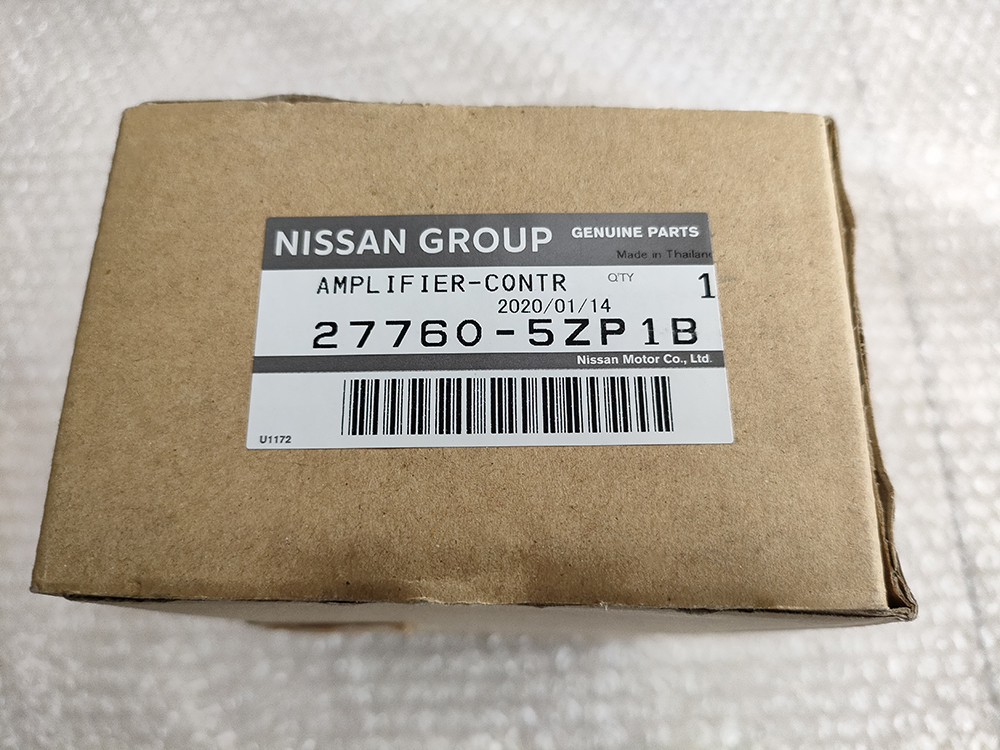 NISSAN GROUP GENUINE PARTS
Made in Thailand
AMPLIFIER-CONTR QTY 1
2020/01/14
27760-5ZP1B
Nissan Motor Co., Ltd.
U1172